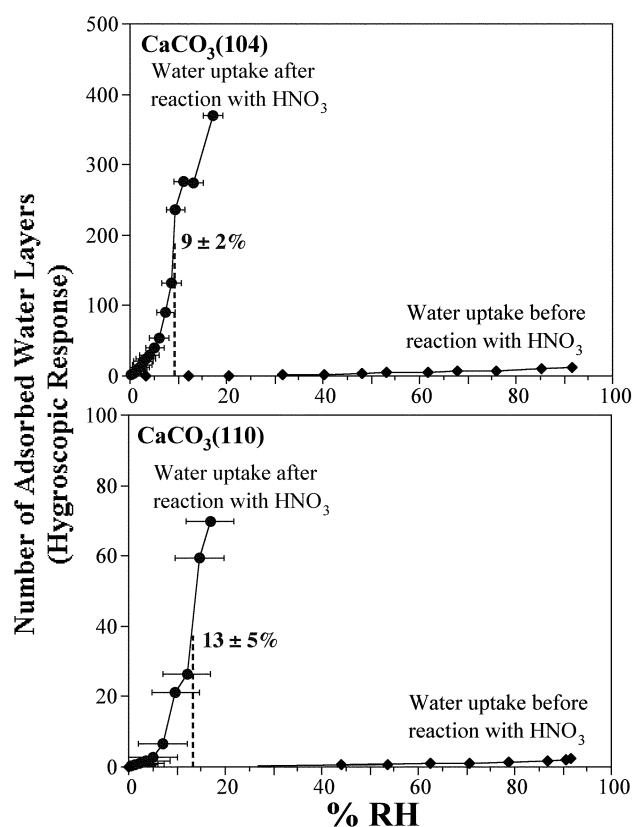 500
CaCO3(104)
Water uptake after
reaction with HNO3
400
300
200
9 ± 2%
100
Water uptake before
reaction with HNO3
0
0 20 40 60 80 100
Number of Adsorbed Water Layers
(Hygroscopic Response)
100
CaCO3(110)
Water uptake after
reaction with HNO3
80
60
40
13 ± 5%
20
Water uptake before
reaction with HNO3
0
0 20 40 60 80 100
% RH